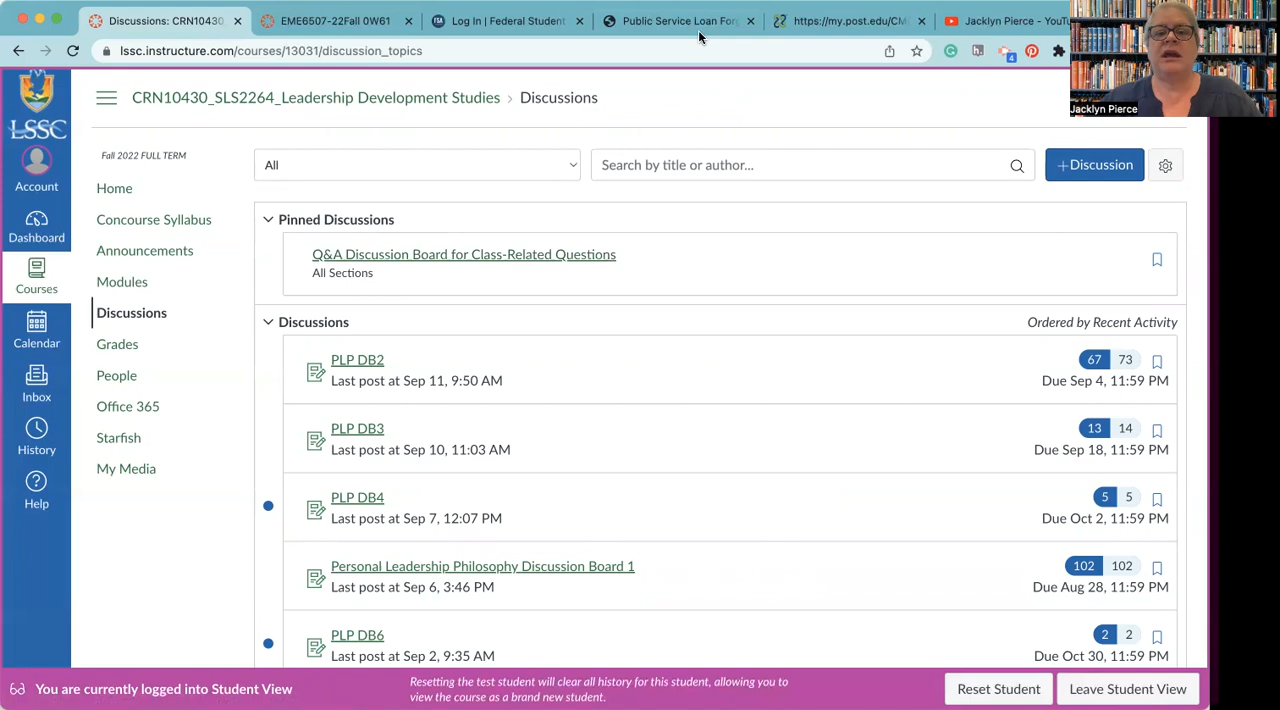 Discussions: CRN10430
EME6507-22Fall 0W61
Log In | Federal Student
Public Service Loan Forg
https://my.post.edu/CM
Jacklyn Pierce - YouTu
lssc.instructure.com/courses/13031/discussion_topics
4
Jacklyn Pierce
LSSC
Account
Dashboard
Courses
Calendar
Inbox
History
Help
CRN10430_SLS2264_Leadership Development Studies › Discussions
Fall 2022 FULL TERM
Home
Concourse Syllabus
Announcements
Modules
Discussions
Grades
People
Office 365
Starfish
My Media
All
Search by title or author...
+Discussion
Pinned Discussions
Q&A Discussion Board for Class-Related Questions
All Sections
Discussions
Ordered by Recent Activity
PLP DB2
67 73
Last post at Sep 11, 9:50 AM
Due Sep 4, 11:59 PM
PLP DB3
13 14
Last post at Sep 10, 11:03 AM
Due Sep 18, 11:59 PM
PLP DB4
5 5
Last post at Sep 7, 12:07 PM
Due Oct 2, 11:59 PM
Personal Leadership Philosophy Discussion Board 1
102 102
Last post at Sep 6, 3:46 PM
Due Aug 28, 11:59 PM
PLP DB6
2 2
Last post at Sep 2, 9:35 AM
Due Oct 30, 11:59 PM
You are currently logged into Student View
Resetting the test student will clear all history for this student, allowing you to
view the course as a brand new student.
Reset Student
Leave Student View